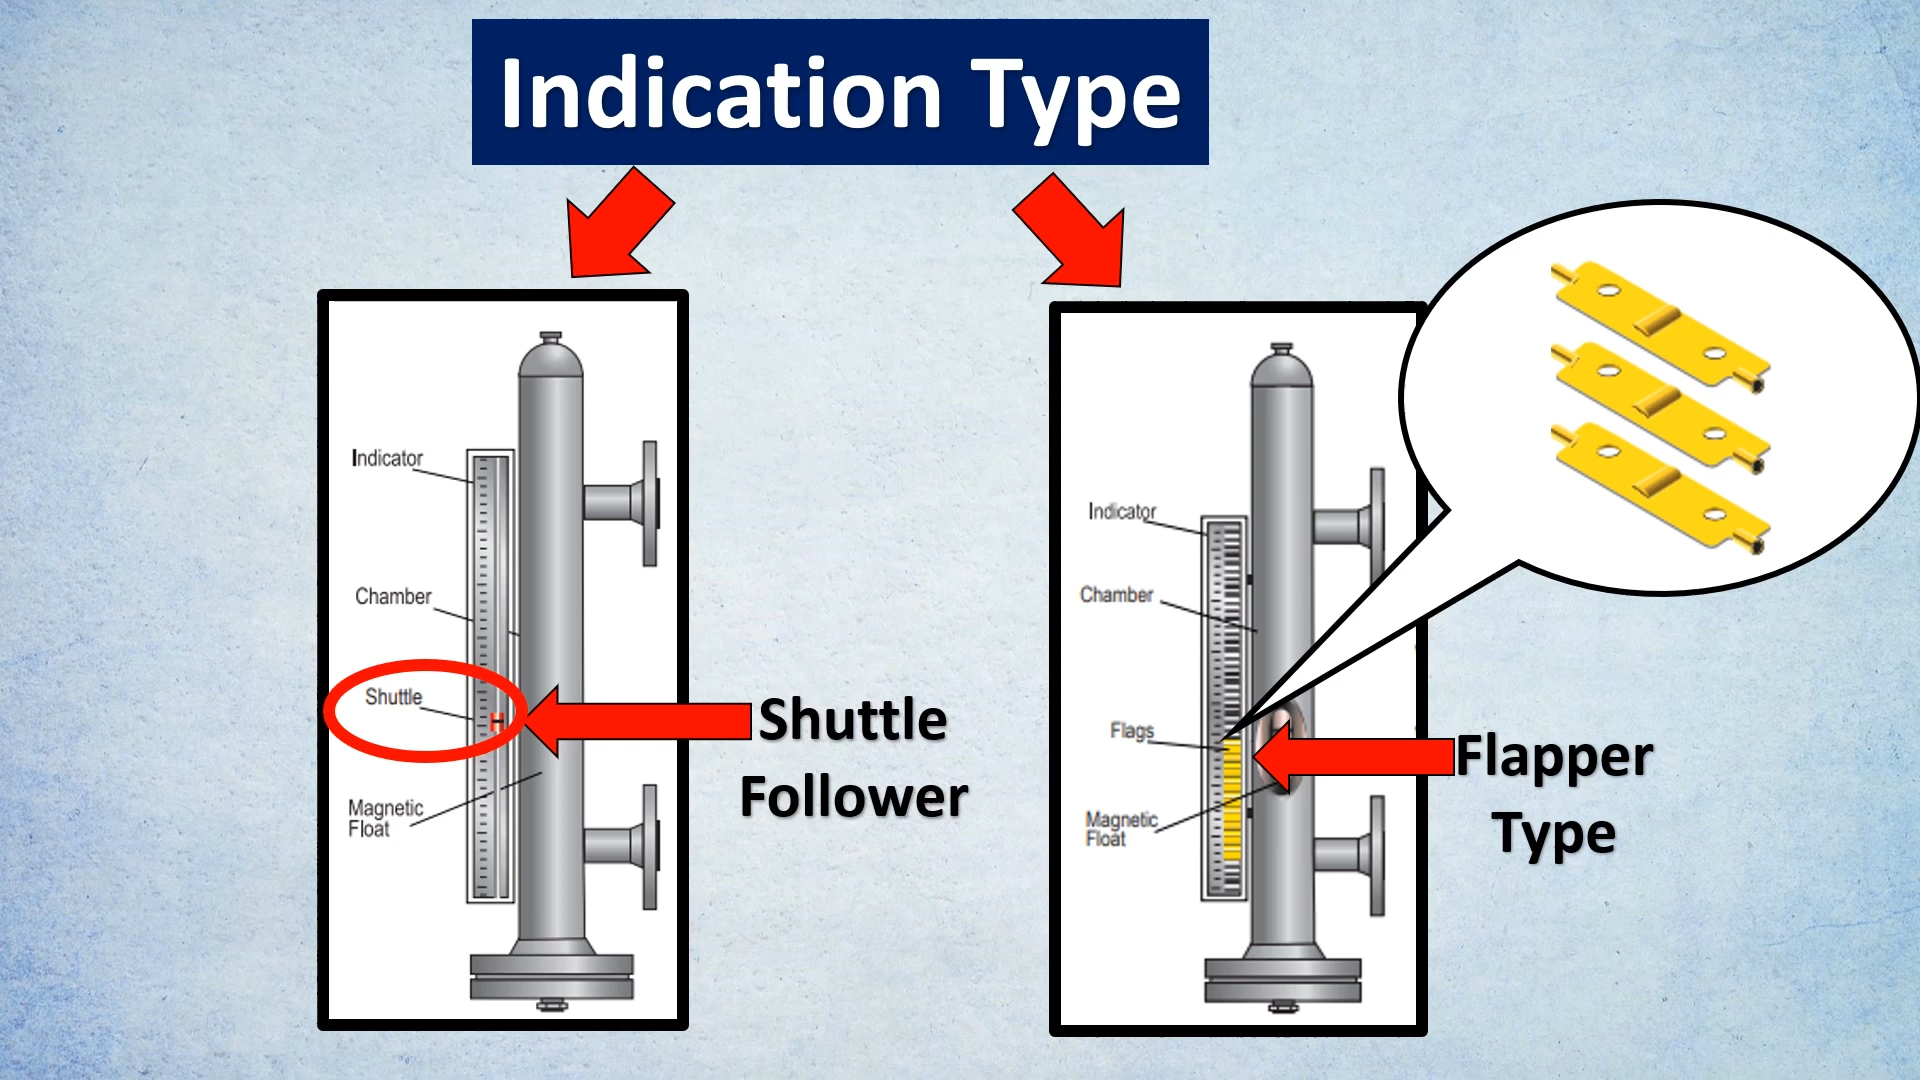 Indication Type
Indicator
Chamber
Shuttle
Magnetic
Float
H
Shuttle
Follower
Indicator
Chamber
Flags
Magnetic
Float
Flapper
Type